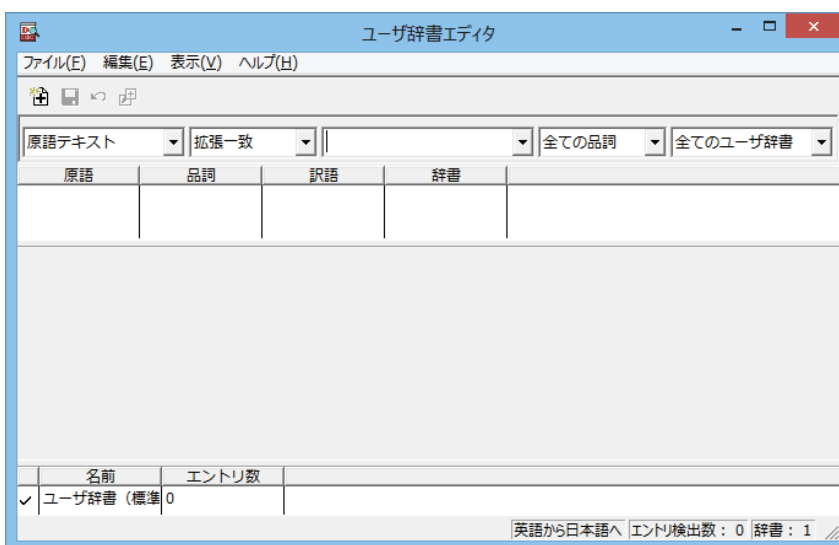 ユーザ辞書エディタ
ファイル(F) 編集(E) 表示(V) ヘルプ(H)
原語テキスト 拡張一致 全ての品詞 全てのユーザ辞書
原語 品詞 訳語 辞書
名前 エントリ数
ユーザ辞書（標準 0
英語から日本語へ エントリ検出数： 0 辞書： 1